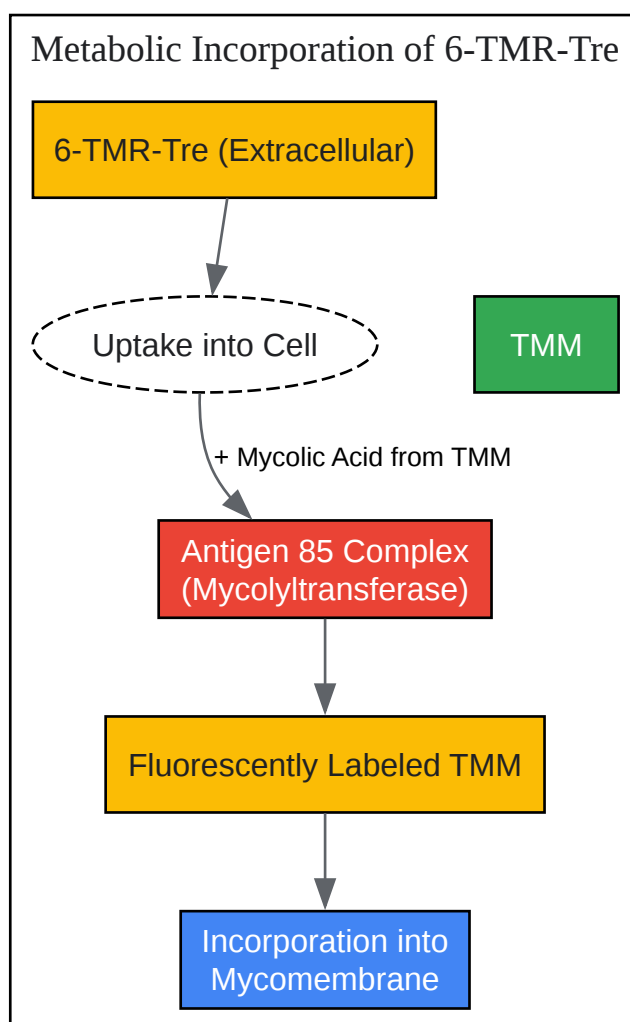 Metabolic Incorporation of 6-TMR-Tre
6-TMR-Tre (Extracellular)
Uptake into Cell
TMM
+ Mycolic Acid from TMM
Antigen 85 Complex
(Mycolyltransferase)
Fluorescently Labeled TMM
Incorporation into
Mycomembrane